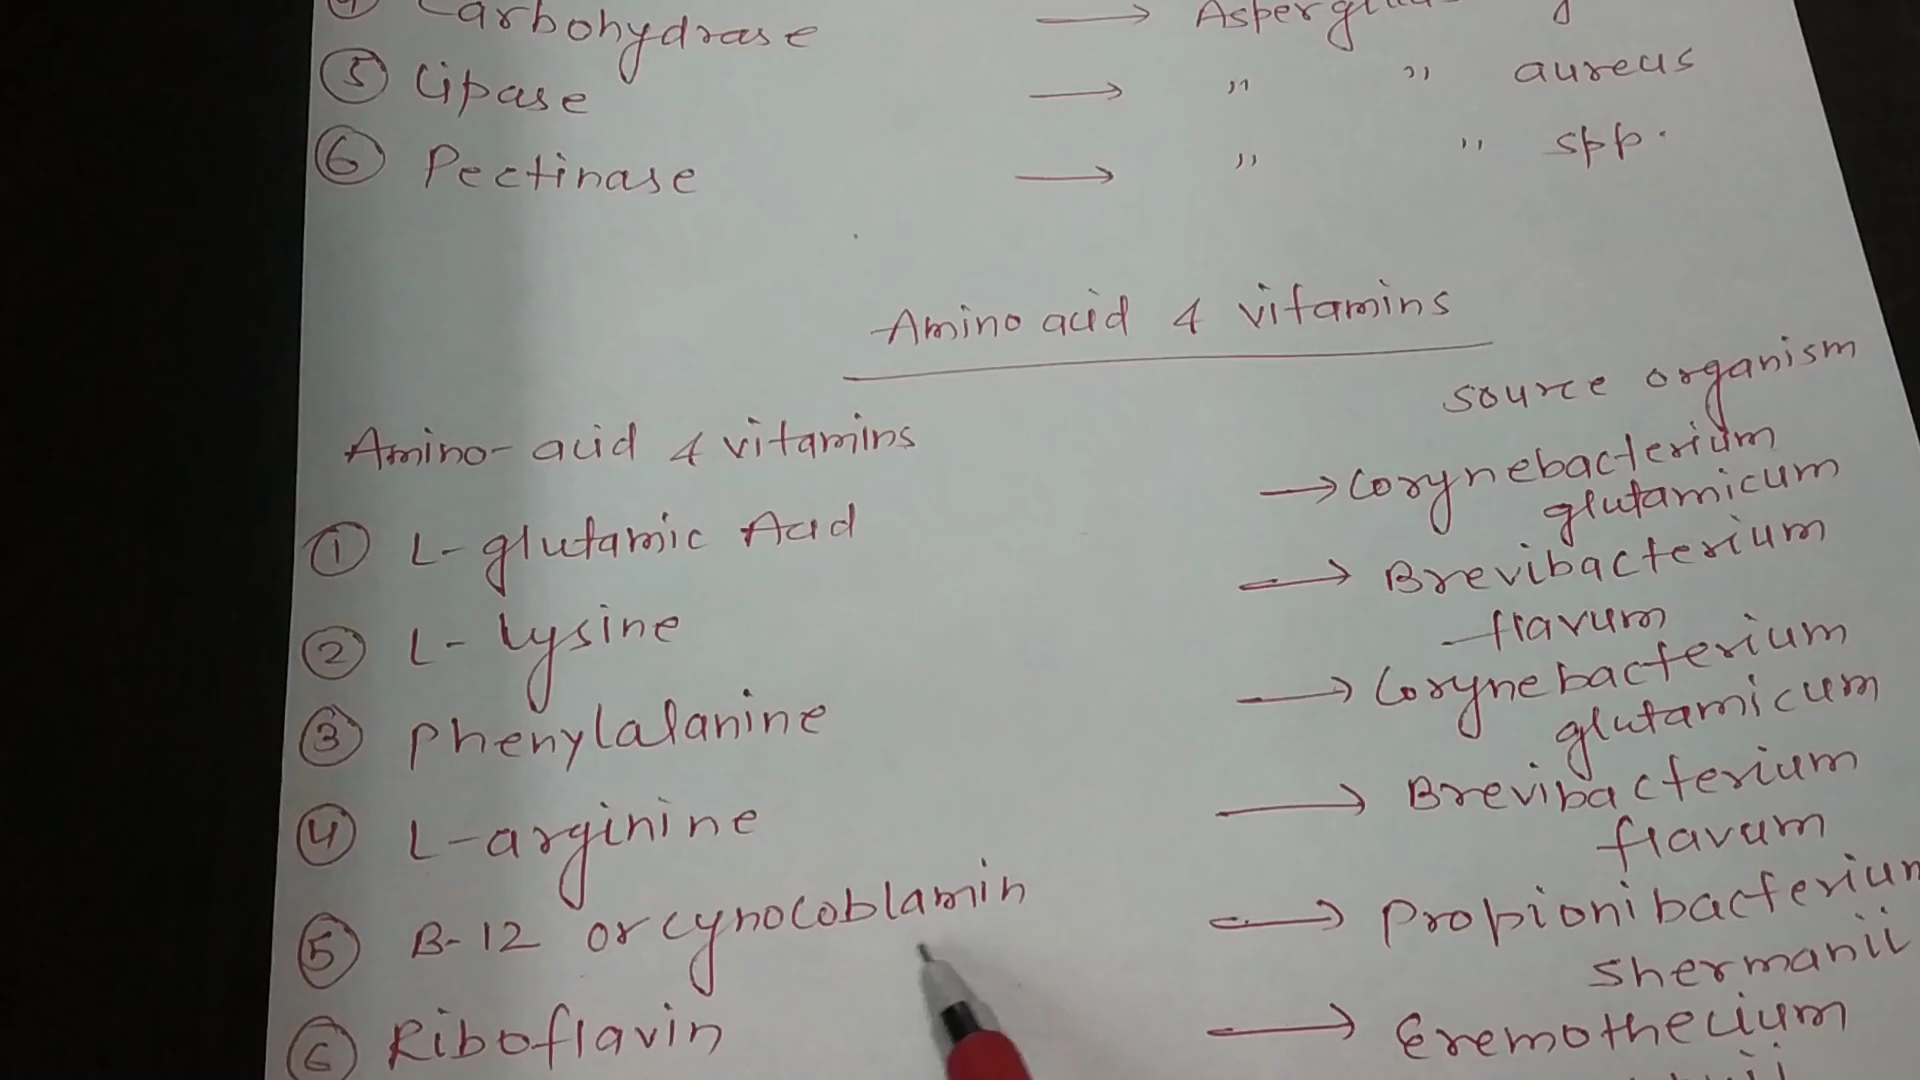 ④ Carbohydrase →
⑤ Lipase → " " aureus
⑥ Pectinase → " " spp.
Amino acid & vitamins
Amino-acid & vitamins source organism
① L-glutamic Acid → Corynebacterium
glutamicum
② L-Lysine → Brevibacterium
flavum
③ Phenylalanine → Corynebacterium
glutamicum
④ L-arginine → Brevibacterium
flavum
⑤ B-12 or cynocoblamin → Propionibacterium
shermanii
⑥ Riboflavin → Eremothecium